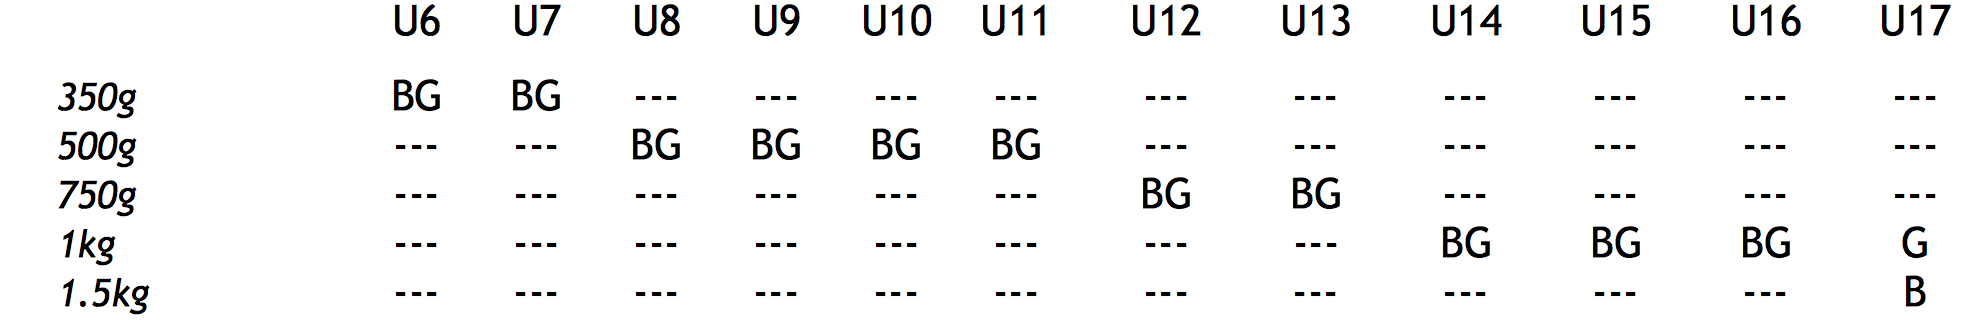 U6 U7 U8 U9 U10 U11 U12 U13 U14 U15 U16 U17
350g BG BG --- --- --- --- --- --- --- --- --- ---
500g --- --- BG BG BG BG --- --- --- --- --- ---
750g --- --- --- --- --- --- BG BG --- --- --- ---
1kg --- --- --- --- --- --- --- --- BG BG BG G
1.5kg --- --- --- --- --- --- --- --- --- --- --- B